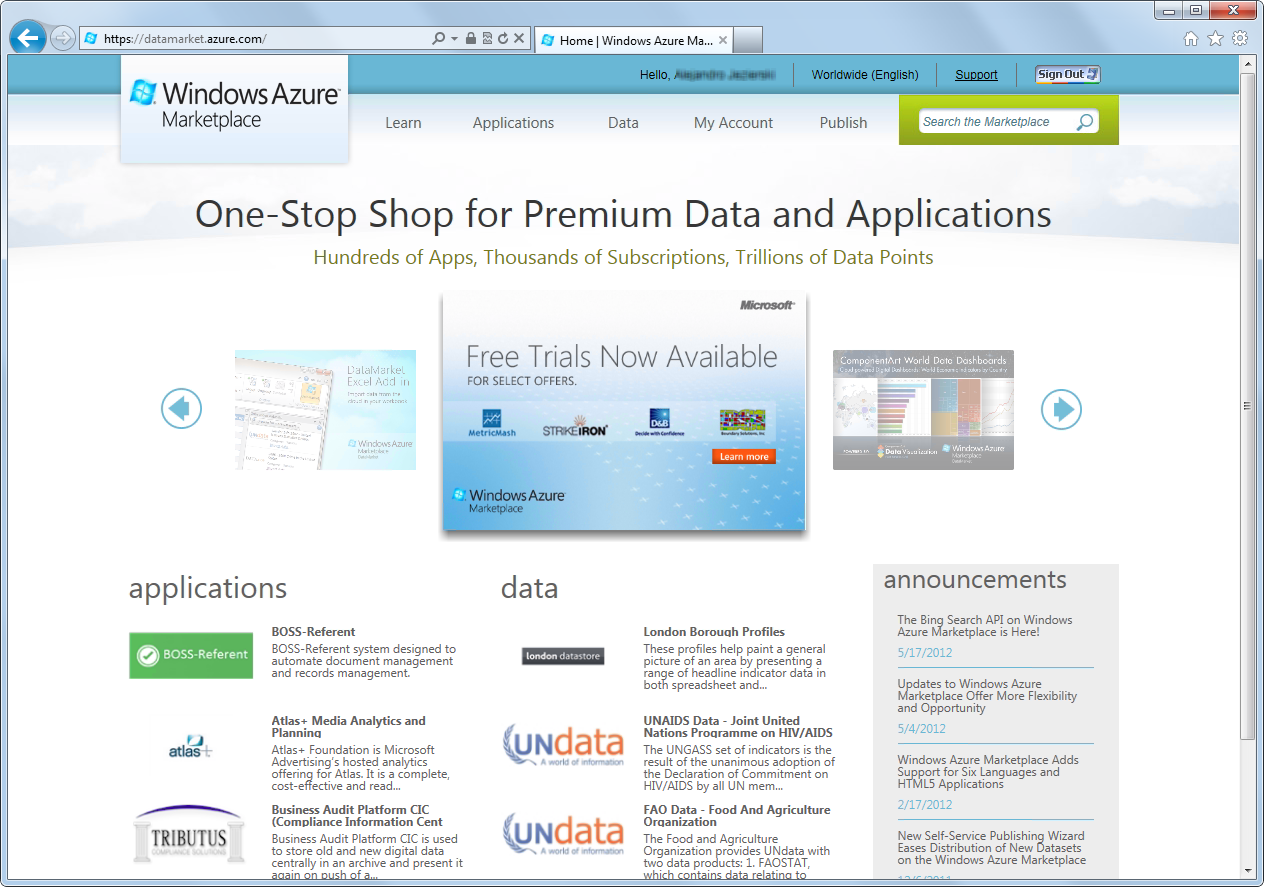 https://datamarket.azure.com/
Home | Windows Azure Ma...
Hello,
Worldwide (English)
Support
Sign Out
Windows Azure
Marketplace
Learn
Applications
Data
My Account
Publish
Search the Marketplace
One-Stop Shop for Premium Data and Applications
Hundreds of Apps, Thousands of Subscriptions, Trillions of Data Points
DataMarket
Excel Add in
Import data from the
cloud in your workbook
Windows Azure
Marketplace
Microsoft
Free Trials Now Available
FOR SELECT OFFERS.
MetricMash
STRIKEIRON
D&B
Decide with Confidence
Boundary Solutions, Inc
Learn more
Windows Azure
Marketplace
ComponentArt World Data Dashboards
Cloud-powered Digital Dashboards: World Economic Indicators by Country
Data Visualization
Windows Azure
Marketplace
applications
BOSS-Referent
BOSS-Referent
BOSS-Referent system designed to
automate document management
and records management.
atlas+
Atlas+ Media Analytics and
Planning
Atlas+ Foundation is Microsoft
Advertising's hosted analytics
offering for Atlas. It is a complete,
cost-effective and read...
TRIBUTUS
COMPLIANCE SOLUTIONS
Business Audit Platform CIC
(Compliance Information Cent
Business Audit Platform CIC is used
to store old and new digital data
centrally in an archive and present it
again on push of a...
data
london datastore
London Borough Profiles
These profiles help paint a general
picture of an area by presenting a
range of headline indicator data in
both spreadsheet and...
UNdata
A world of information
UNAIDS Data - Joint United
Nations Programme on HIV/AIDS
The UNGASS set of indicators is the
result of the unanimous adoption of
the Declaration of Commitment on
HIV/AIDS by all UN mem...
UNdata
A world of information
FAO Data - Food And Agriculture
Organization
The Food and Agriculture
Organization provides UNdata with
two data products: 1. FAOSTAT,
which contains data relating to
announcements
The Bing Search API on Windows
Azure Marketplace is Here!
5/17/2012
Updates to Windows Azure
Marketplace Offer More Flexibility
and Opportunity
5/4/2012
Windows Azure Marketplace Adds
Support for Six Languages and
HTML5 Applications
2/17/2012
New Self-Service Publishing Wizard
Eases Distribution of New Datasets
on the Windows Azure Marketplace